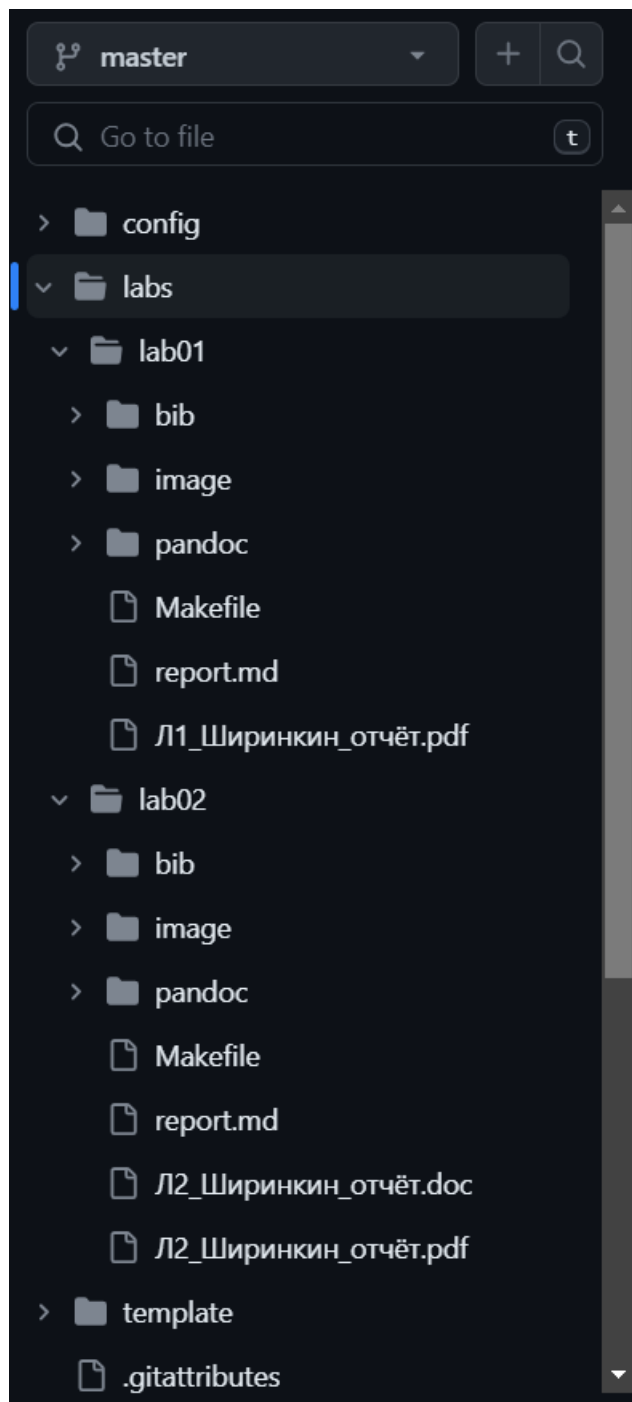 master
Go to file t
config
labs
lab01
bib
image
pandoc
Makefile
report.md
Л1_Ширинкин_отчёт.pdf
lab02
bib
image
pandoc
Makefile
report.md
Л2_Ширинкин_отчёт.doc
Л2_Ширинкин_отчёт.pdf
template
.gitattributes